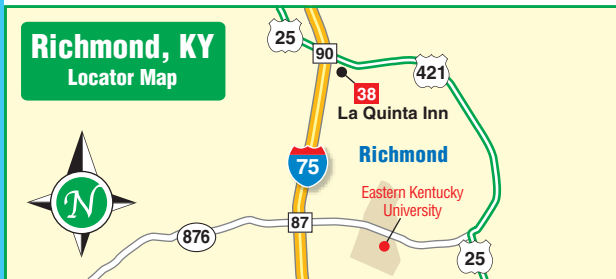 Richmond, KY
Locator Map
25
90
421
38
La Quinta Inn
Richmond
75
Eastern Kentucky
University
N
87
876
25